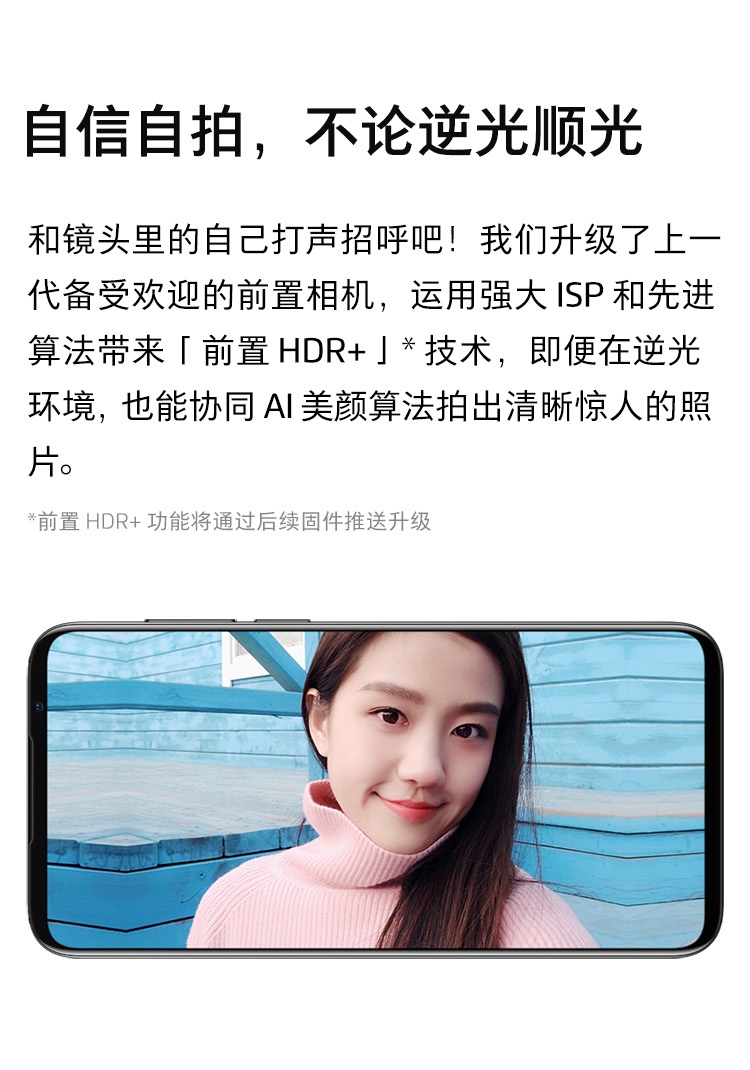 自信自拍，不论逆光顺光
和镜头里的自己打声招呼吧！我们升级了上一
代备受欢迎的前置相机，运用强大 ISP 和先进
算法带来「 前置 HDR+ 」* 技术，即便在逆光
环境, 也能协同 AI 美颜算法拍出清晰惊人的照
片。
*前置 HDR+ 功能将通过后续固件推送升级